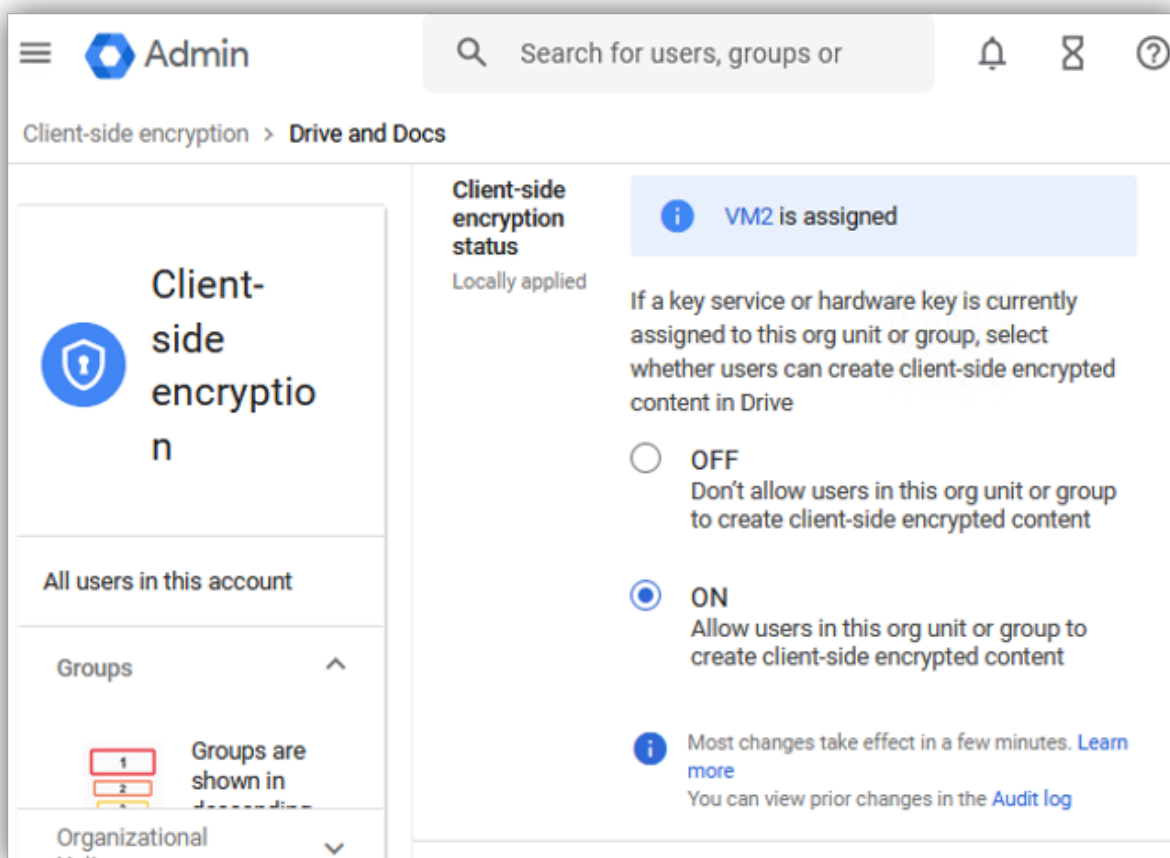 Admin
Search for users, groups or
Client-side encryption > Drive and Docs
Client-
side
encryptio
n
All users in this account
Groups
1
2
Groups are
shown in
descending
Organizational
Client-side
encryption
status
Locally applied
VM2 is assigned
If a key service or hardware key is currently
assigned to this org unit or group, select
whether users can create client-side encrypted
content in Drive
OFF
Don't allow users in this org unit or group
to create client-side encrypted content
ON
Allow users in this org unit or group to
create client-side encrypted content
Most changes take effect in a few minutes. Learn
more
You can view prior changes in the Audit log